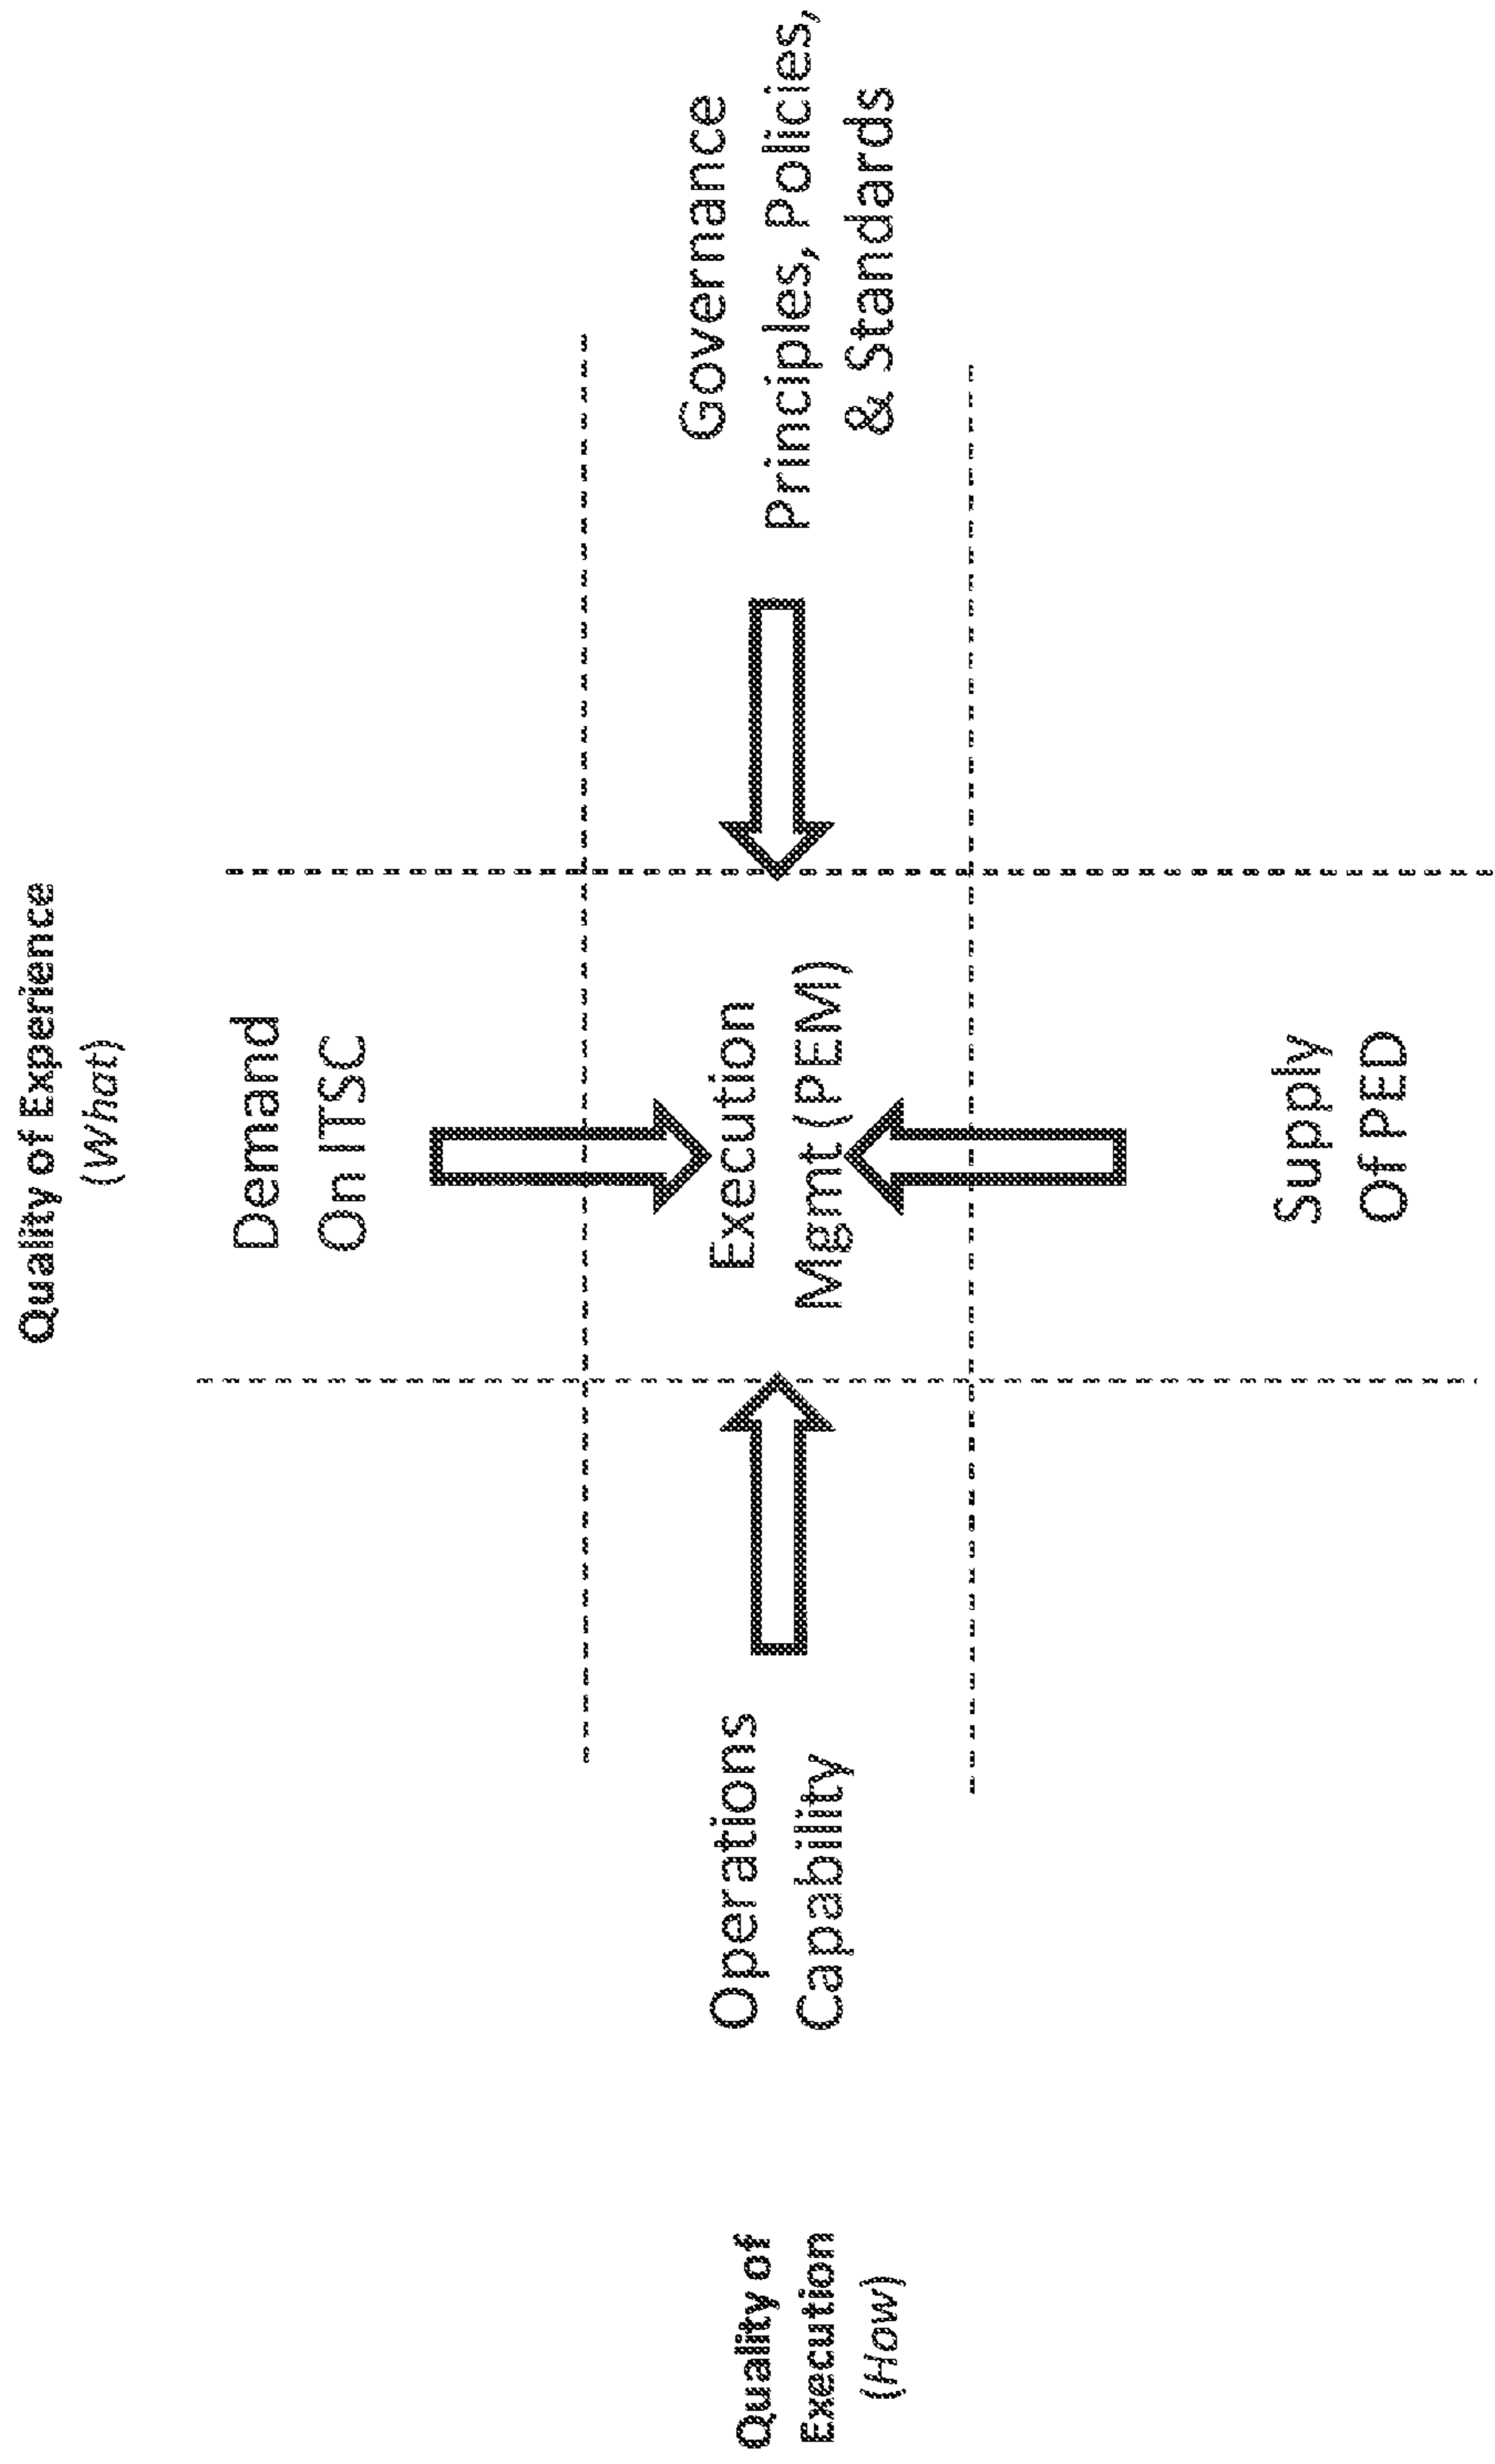 Quality of Experience
(What)
Demand
On ITSC
Operations
Capability
Execution
Mgmt (PEM)
Governance
Principles, Policies,
& Standards
Supply
Of PED
Quality of
Execution
(How)